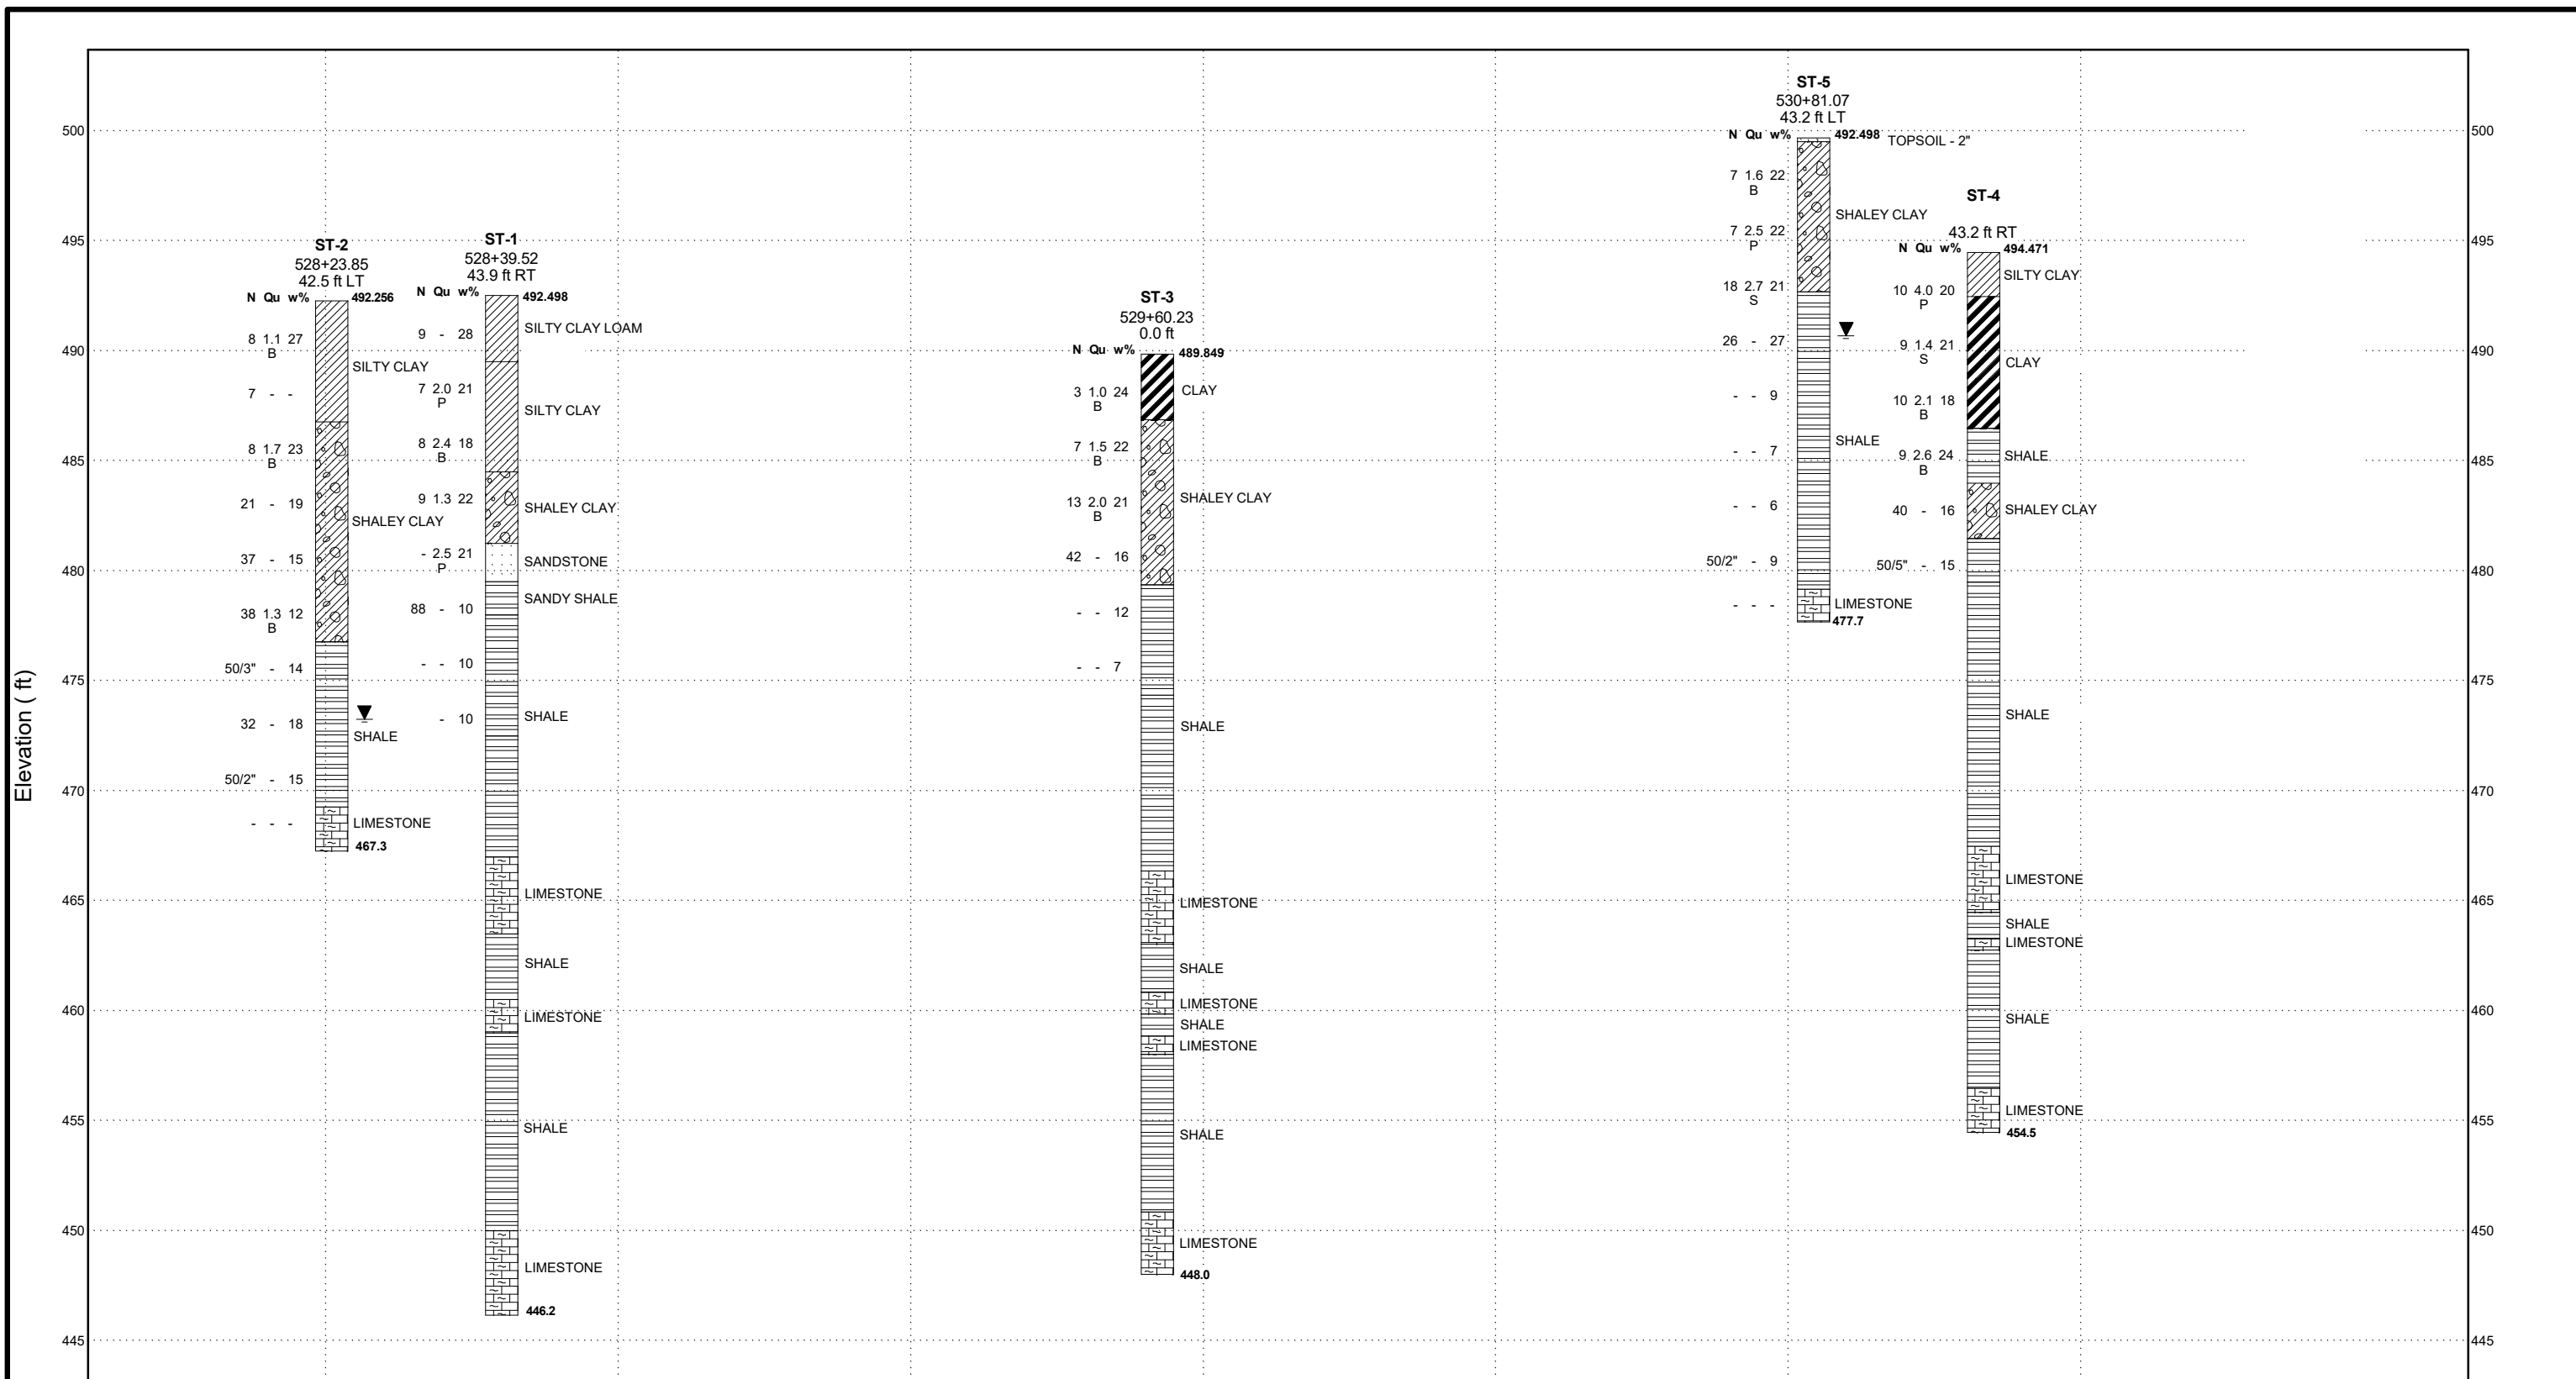 ST-5
530+81.07
43.2 ft LT
N Qu w% 492.498 TOPSOIL - 2"
7 1.6 22
B
SHALEY CLAY
7 2.5 22
P
18 2.7 21
S
26 - 27
- - 9
SHALE
- - 7
- - 6
50/2" - 9
- - - LIMESTONE
477.7
ST-4
43.2 ft RT
N Qu w% 494.471
SILTY CLAY
10 4.0 20
P
9 1.4 21
S
CLAY
10 2.1 18
B
9 2.6 24
B
SHALE
40 - 16 SHALEY CLAY
50/5" - 15
SHALE
LIMESTONE
SHALE
LIMESTONE
SHALE
LIMESTONE
454.5
ST-2
528+23.85
42.5 ft LT
N Qu w% 492.256
8 1.1 27
B
SILTY CLAY
7 - -
8 1.7 23
B
21 - 19
SHALEY CLAY
37 - 15
38 1.3 12
B
50/3" - 14
32 - 18
SHALE
50/2" - 15
- - - LIMESTONE
467.3
ST-1
528+39.52
43.9 ft RT
N Qu w% 492.498
9 - 28 SILTY CLAY LOAM
7 2.0 21
P
SILTY CLAY
8 2.4 18
B
9 1.3 22 SHALEY CLAY
- 2.5 21
P
SANDSTONE
SANDY SHALE
88 - 10
- - 10
- 10 SHALE
LIMESTONE
SHALE
LIMESTONE
SHALE
LIMESTONE
446.2
ST-3
529+60.23
0.0 ft
N Qu w% 489.849
3 1.0 24 CLAY
B
7 1.5 22
B
13 2.0 21 SHALEY CLAY
B
42 - 16
- - 12
- - 7
SHALE
LIMESTONE
SHALE
LIMESTONE
SHALE
LIMESTONE
SHALE
LIMESTONE
448.0
Elevation ( ft)
500
495
490
485
480
475
470
465
460
455
450
445
500
495
490
485
480
475
470
465
460
455
450
445